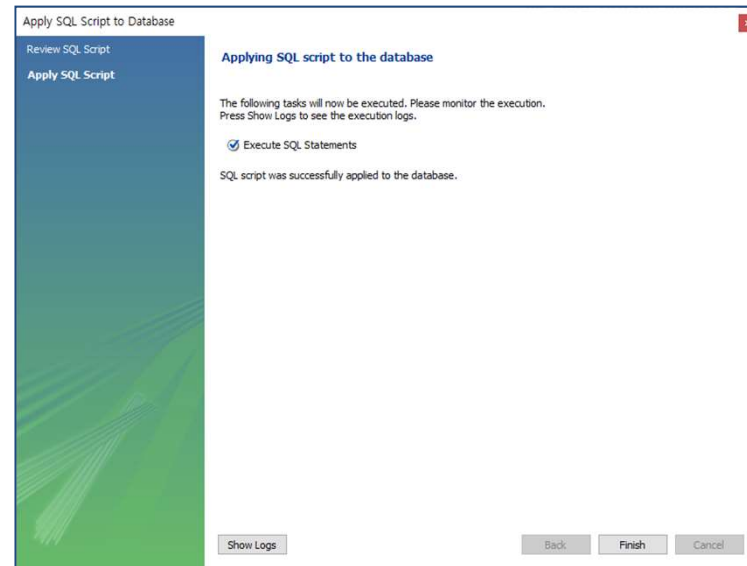 Apply SQL Script to Database
Review SQL Script
Apply SQL Script
Applying SQL script to the database
The following tasks will now be executed. Please monitor the execution.
Press Show Logs to see the execution logs.
Execute SQL Statements
SQL script was successfully applied to the database.
Show Logs
Back
Finish
Cancel